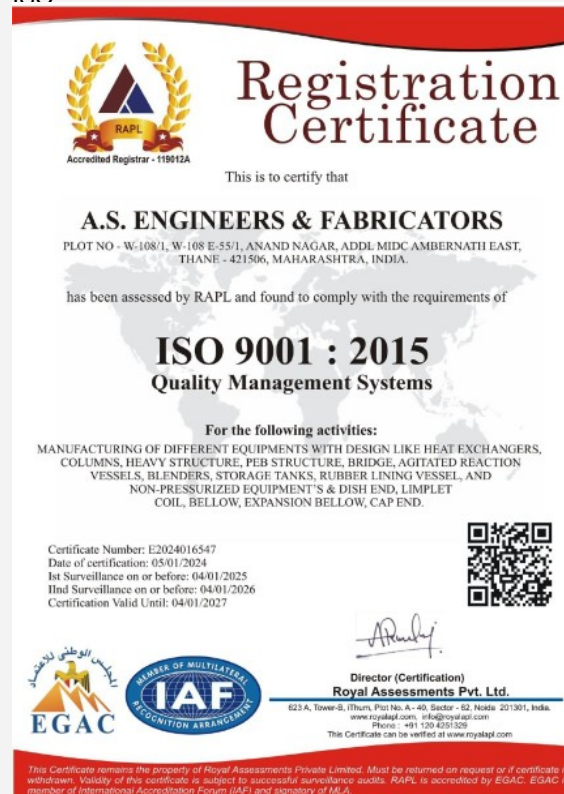 RAPL
Accredited Registrar - 119012A
Registration
Certificate
This is to certify that
A.S. ENGINEERS & FABRICATORS
PLOT NO - W-108/1, W-108 E-55/1, ANAND NAGAR, ADDL MIDC AMBERNATH EAST,
THANE - 421506, MAHARASHTRA, INDIA.
has been assessed by RAPL and found to comply with the requirements of
ISO 9001 : 2015
Quality Management Systems
For the following activities:
MANUFACTURING OF DIFFERENT EQUIPMENTS WITH DESIGN LIKE HEAT EXCHANGERS,
COLUMNS, HEAVY STRUCTURE, PEB STRUCTURE, BRIDGE, AGITATED REACTION
VESSELS, BLENDERS, STORAGE TANKS, RUBBER LINING VESSEL, AND
NON-PRESSURIZED EQUIPMENT'S & DISH END, LIMPLET
COIL, BELLOW, EXPANSION BELLOW, CAP END.
Certificate Number: E2024016547
Date of certification: 05/01/2024
Ist Surveillance on or before: 04/01/2025
IInd Surveillance on or before: 04/01/2026
Certification Valid Until: 04/01/2027
Director (Certification)
Royal Assessments Pvt. Ltd.
623 A, Tower-B, iThum, Plot No. A - 40, Sector - 62, Noida 201301, India.
www.royalapl.com, info@royalapl.com
Phone : +91 120 4251329
This Certificate can be verified at www.royalapl.com
المجلس الوطني للاعتماد
EGAC
MEMBER OF MULTILATERAL
IAF
RECOGNITION ARRANGEMENT
This Certificate remains the property of Royal Assessments Private Limited. Must be returned on request or if certificate i
withdrawn. Validity of this certificate is subject to successful surveillance audits. RAPL is accredited by EGAC. EGAC i
member of International Accreditation Forum (IAF) and signatory of MLA.